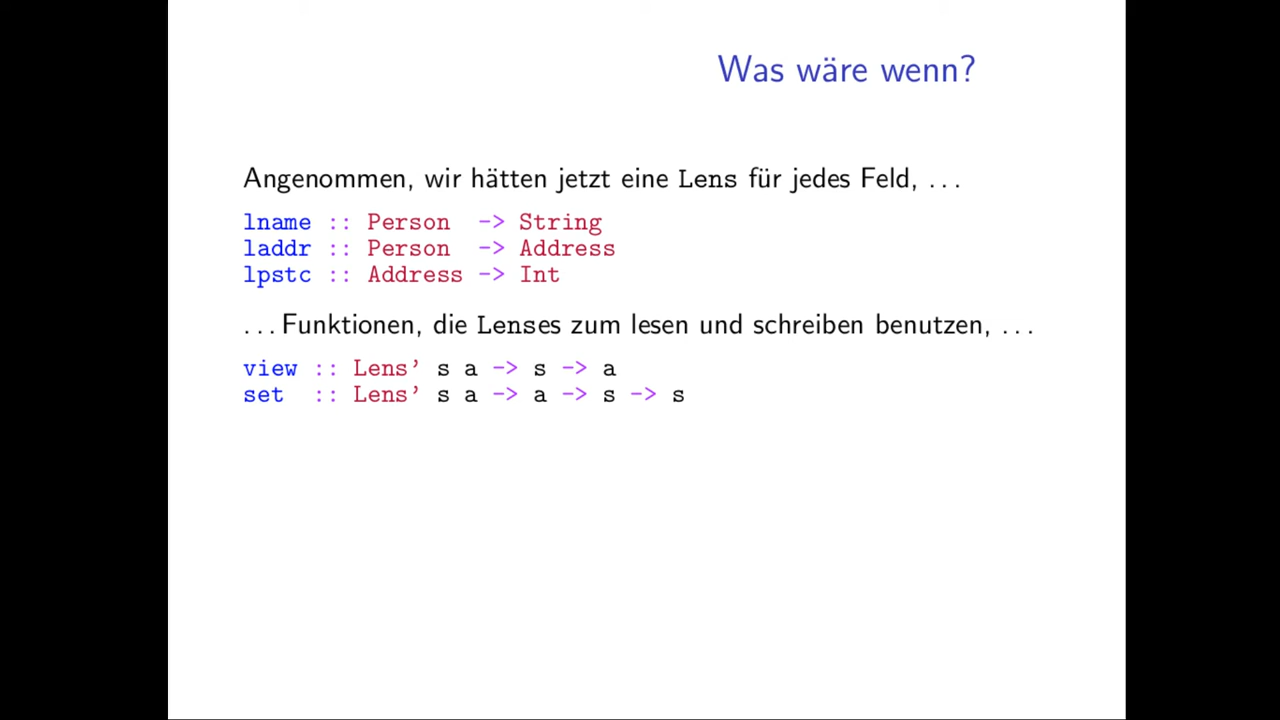 Was wäre wenn?
Angenommen, wir hätten jetzt eine Lens für jedes Feld, ...
lname :: Person  -> String
laddr :: Person  -> Address
lpstc :: Address -> Int
...Funktionen, die Lenses zum lesen und schreiben benutzen, ...
view :: Lens' s a -> s -> a
set  :: Lens' s a -> a -> s -> s